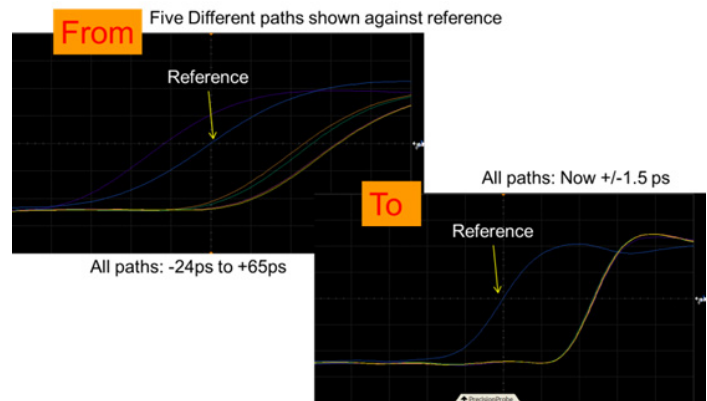 Five Different paths shown against reference
From
Reference
All paths: Now +/-1.5 ps
To
Reference
All paths: -24ps to +65ps
PrecisionProbe